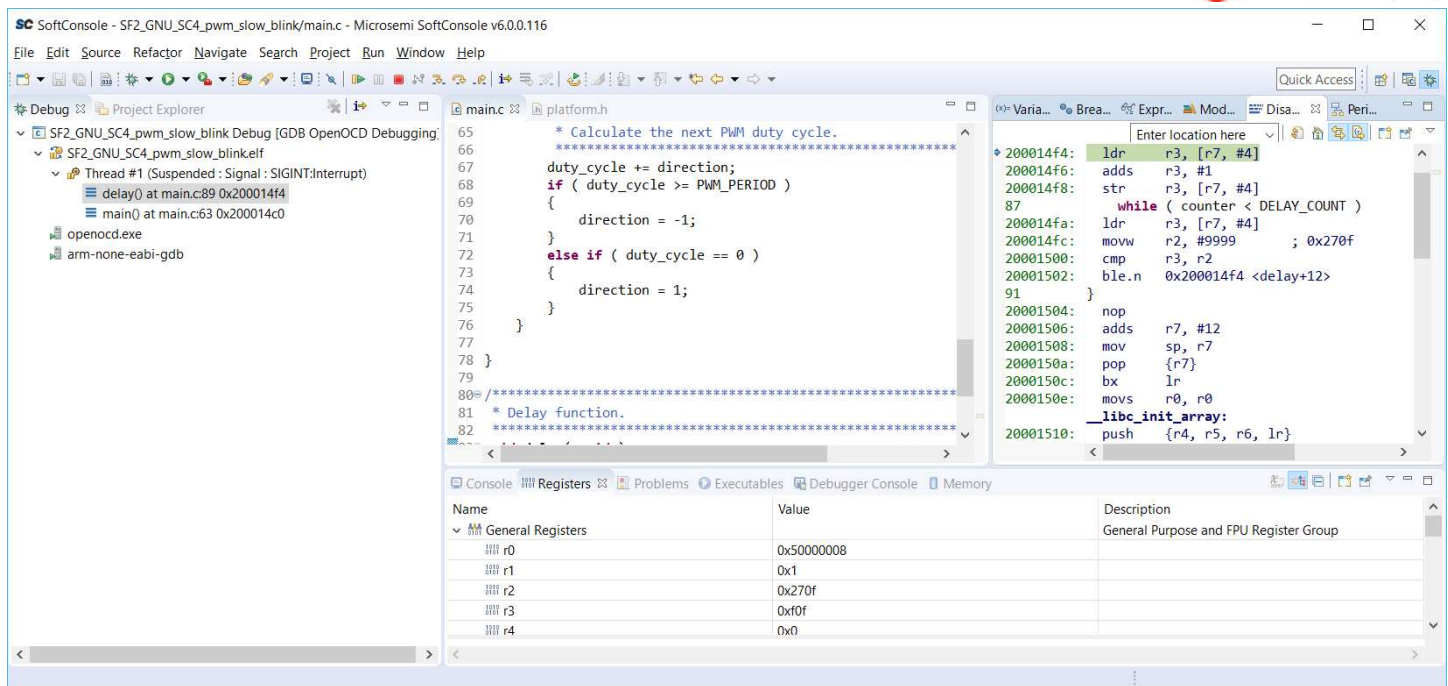 SC SoftConsole - SF2_GNU_SC4_pwm_slow_blink/main.c - Microsemi SoftConsole v6.0.0.116
File Edit Source Refactor Navigate Search Project Run Window Help
Quick Access
Debug Project Explorer
SF2_GNU_SC4_pwm_slow_blink Debug [GDB OpenOCD Debugging]
SF2_GNU_SC4_pwm_slow_blink.elf
Thread #1 (Suspended : Signal : SIGINT:Interrupt)
delay() at main.c:89 0x200014f4
main() at main.c:63 0x200014c0
openocd.exe
arm-none-eabi-gdb
main.c platform.h
65 * Calculate the next PWM duty cycle.
66 ***************************************************
67 duty_cycle += direction;
68 if ( duty_cycle >= PWM_PERIOD )
69 {
70 direction = -1;
71 }
72 else if ( duty_cycle == 0 )
73 {
74 direction = 1;
75 }
76 }
77
78 }
79
80 /***********************************************************
81 * Delay function.
82 ***********************************************************
(x)= Varia... Brea... Expr... Mod... Disa... Peri...
Enter location here
200014f4: ldr r3, [r7, #4]
200014f6: adds r3, #1
200014f8: str r3, [r7, #4]
87 while ( counter < DELAY_COUNT )
200014fa: ldr r3, [r7, #4]
200014fc: movw r2, #9999 ; 0x270f
20001500: cmp r3, r2
20001502: ble.n 0x200014f4 <delay+12>
91 }
20001504: nop
20001506: adds r7, #12
20001508: mov sp, r7
2000150a: pop {r7}
2000150c: bx lr
2000150e: movs r0, r0
__libc_init_array:
20001510: push {r4, r5, r6, lr}
Console Registers Problems Executables Debugger Console Memory
Name Value Description
General Registers General Purpose and FPU Register Group
r0 0x50000008
r1 0x1
r2 0x270f
r3 0xf0f
r4 0x0